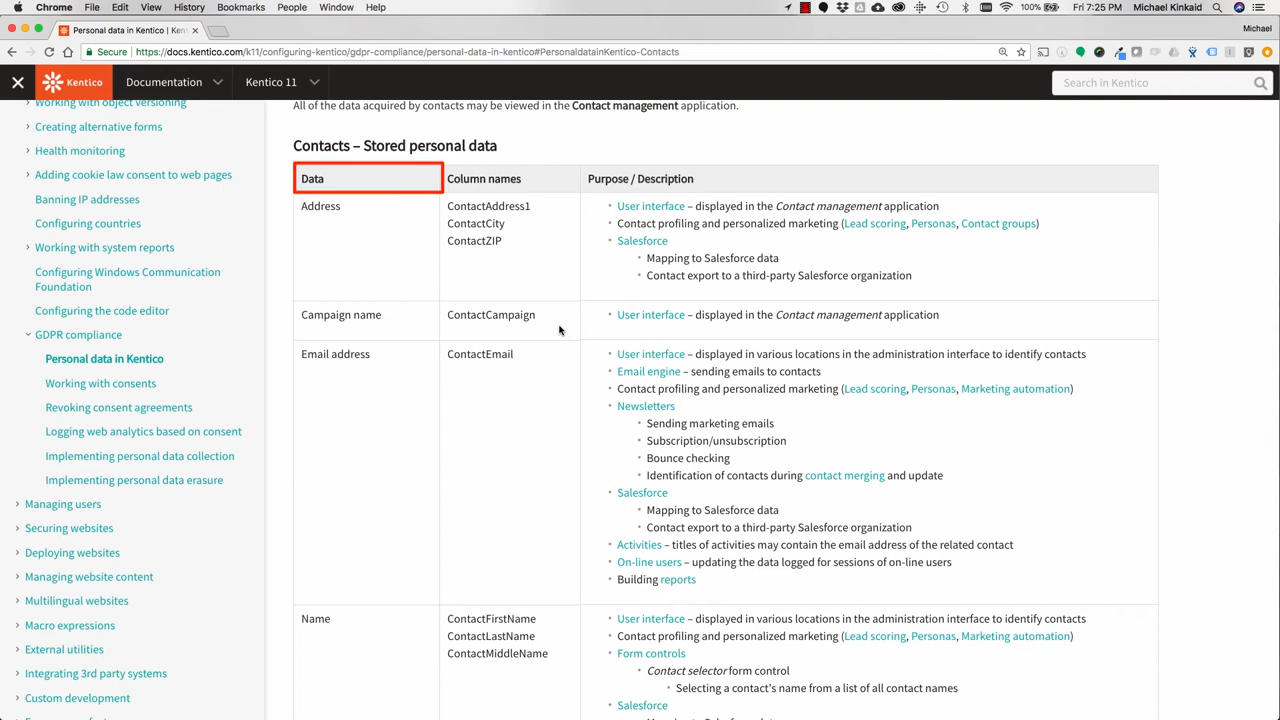 Chrome File Edit View History Bookmarks People Window Help 100% Fri 7:25 PM Michael Kinkaid
Personal data in Kentico | Ken Michael
Secure https://docs.kentico.com/k11/configuring-kentico/gdpr-compliance/personal-data-in-kentico#PersonaldatainKentico-Contacts
Kentico Documentation Kentico 11 Search in Kentico
Working with object versioning
Creating alternative forms
Health monitoring
Adding cookie law consent to web pages
Banning IP addresses
Configuring countries
Working with system reports
Configuring Windows Communication
Foundation
Configuring the code editor
GDPR compliance
Personal data in Kentico
Working with consents
Revoking consent agreements
Logging web analytics based on consent
Implementing personal data collection
Implementing personal data erasure
Managing users
Securing websites
Deploying websites
Managing website content
Multilingual websites
Macro expressions
External utilities
Integrating 3rd party systems
Custom development
All of the data acquired by contacts may be viewed in the Contact management application.
Contacts – Stored personal data
Data Column names Purpose / Description
Address
ContactAddress1
ContactCity
ContactZIP
User interface – displayed in the Contact management application
Contact profiling and personalized marketing (Lead scoring, Personas, Contact groups)
Salesforce
Mapping to Salesforce data
Contact export to a third-party Salesforce organization
Campaign name ContactCampaign User interface – displayed in the Contact management application
Email address ContactEmail User interface – displayed in various locations in the administration interface to identify contacts
Email engine – sending emails to contacts
Contact profiling and personalized marketing (Lead scoring, Personas, Marketing automation)
Newsletters
Sending marketing emails
Subscription/unsubscription
Bounce checking
Identification of contacts during contact merging and update
Salesforce
Mapping to Salesforce data
Contact export to a third-party Salesforce organization
Activities – titles of activities may contain the email address of the related contact
On-line users – updating the data logged for sessions of on-line users
Building reports
Name
ContactFirstName
ContactLastName
ContactMiddleName
User interface – displayed in various locations in the administration interface to identify contacts
Contact profiling and personalized marketing (Lead scoring, Personas, Marketing automation)
Form controls
Contact selector form control
Selecting a contact's name from a list of all contact names
Salesforce